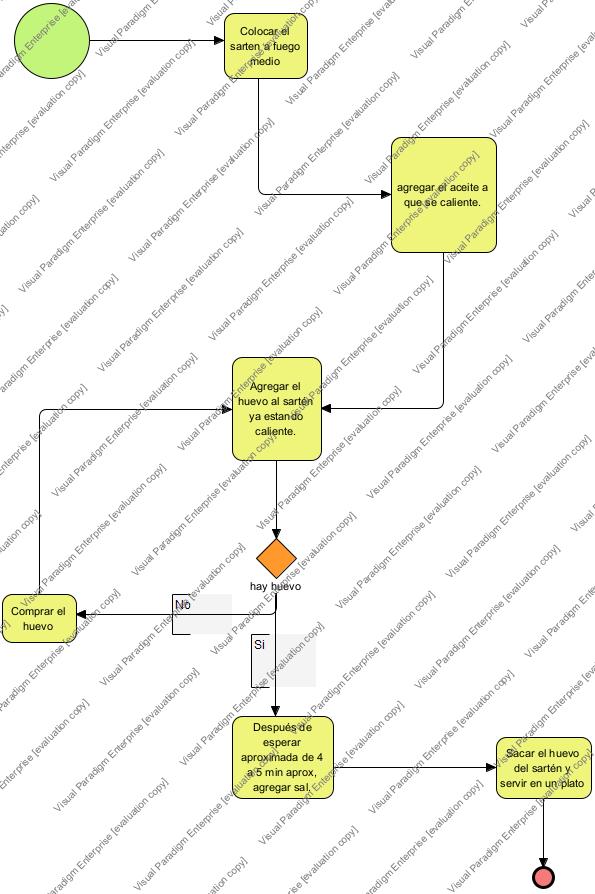 Colocar el
sarten a fuego
medio
agregar el aceite a
que se caliente.
Agregar el
huevo al sartén
ya estando
caliente.
hay huevo
No
Comprar el
huevo
Si
Después de
esperar
aproximada de 4
a 5 min aprox,
agregar sal.
Sacar el huevo
del sartén y
servir en un plato
Visual Paradigm Enterprise [evaluation copy]